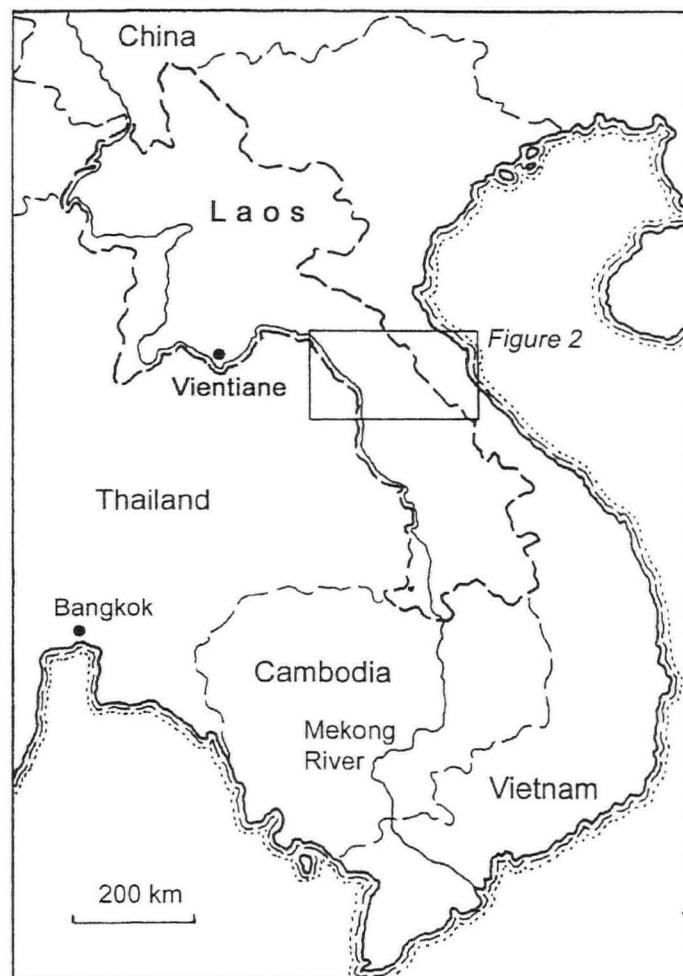 China
Laos
Figure 2
Vientiane
Thailand
Bangkok
Cambodia
Mekong
River
Vietnam
200 km